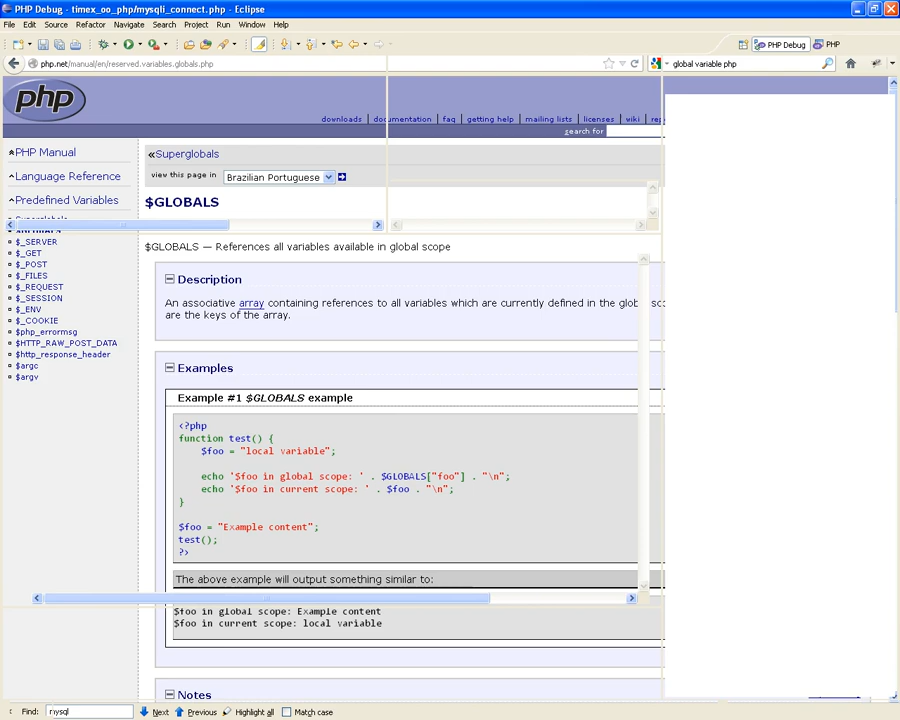 PHP Debug - timex_oo_php/mysqli_connect.php - Eclipse
File Edit Source Refactor Navigate Search Project Run Window Help
PHP Debug PHP
php.net/manual/en/reserved.variables.globals.php
global variable php
php
downloads | documentation | faq | getting help | mailing lists | licenses | wiki | rep
search for
PHP Manual
Language Reference
Predefined Variables
Superglobals
$GLOBALS
$_SERVER
$_GET
$_POST
$_FILES
$_REQUEST
$_SESSION
$_ENV
$_COOKIE
$php_errormsg
$HTTP_RAW_POST_DATA
$http_response_header
$argc
$argv
«Superglobals
view this page in Brazilian Portuguese
$GLOBALS
$GLOBALS — References all variables available in global scope
Description
An associative array containing references to all variables which are currently defined in the glob sco
are the keys of the array.
Examples
Example #1 $GLOBALS example
<?php
function test() {
$foo = "local variable";
echo '$foo in global scope: ' . $GLOBALS["foo"] . "\n";
echo '$foo in current scope: ' . $foo . "\n";
}
$foo = "Example content";
test();
?>
The above example will output something similar to:
$foo in global scope: Example content
$foo in current scope: local variable
Notes
Find: mysql Next Previous Highlight all Match case